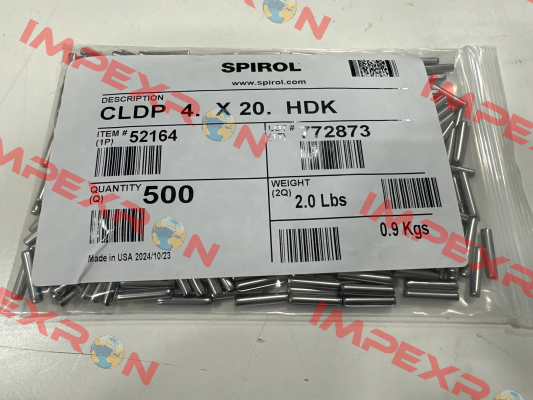 SPIROL
www.spirol.com
DESCRIPTION
CLDP 4. X 20. HDK
ITEM #
(1P)
52164
772873
QUANTITY
(Q)
500
WEIGHT
(2Q)
2.0 Lbs
0.9 Kgs
Made in USA 2024/10/23
IMPEXRON
IMPEXRON
IMPEXRON
IMPEXRON